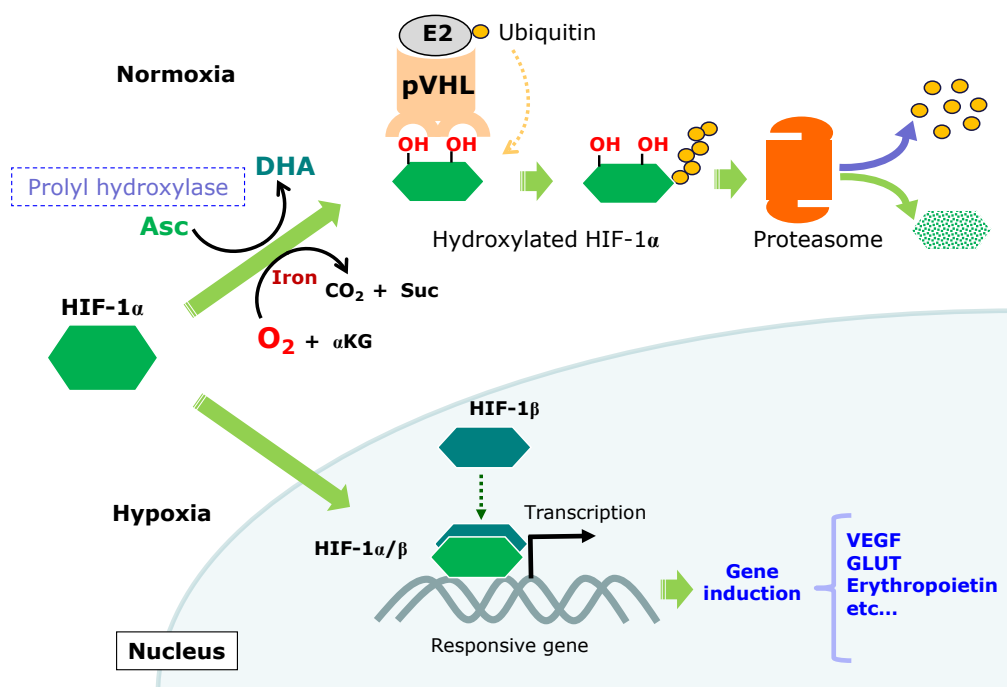 E2
Ubiquitin
Normoxia
pVHL
OH OH
OH OH
DHA
Prolyl hydroxylase
Asc
Hydroxylated HIF-1α
Proteasome
Iron
CO₂ + Suc
HIF-1α
O₂ + αKG
HIF-1β
Hypoxia
Transcription
HIF-1α/β
VEGF
Gene
GLUT
induction
Erythropoietin
etc...
Responsive gene
Nucleus